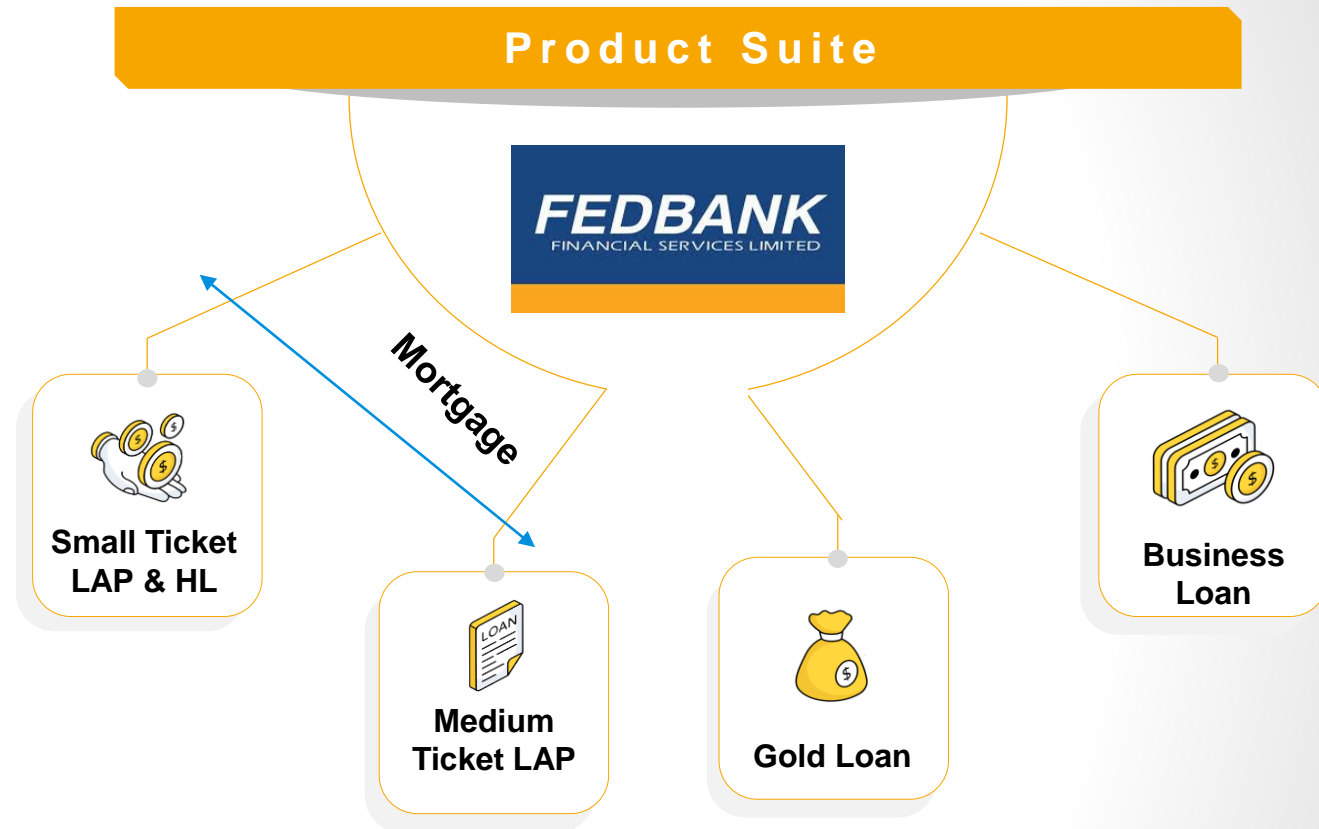 Product Suite
FEDBANK
FINANCIAL SERVICES LIMITED
Mortgage
Small Ticket
LAP & HL
LOAN
Medium
Ticket LAP
Gold Loan
Business
Loan